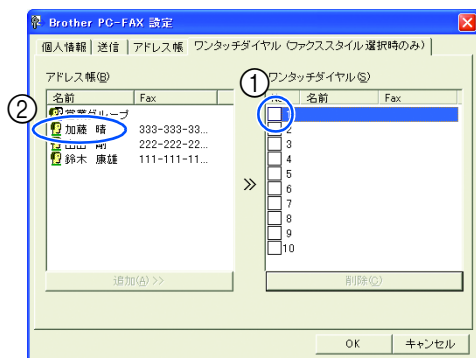 Brother PC-FAX 設定
個人情報 送信 アドレス帳 ワンタッチダイヤル (ファクススタイル選択時のみ)
アドレス帳(B)
① ワンタッチダイヤル(S)
名前 Fax
名前 Fax
②
加藤 晴 333-333-33...
222-222-22...
鈴木 康雄 111-111-11...
2
3
4
5
6
7
8
9
10
»
追加(A) >>
削除(D)
OK キャンセル